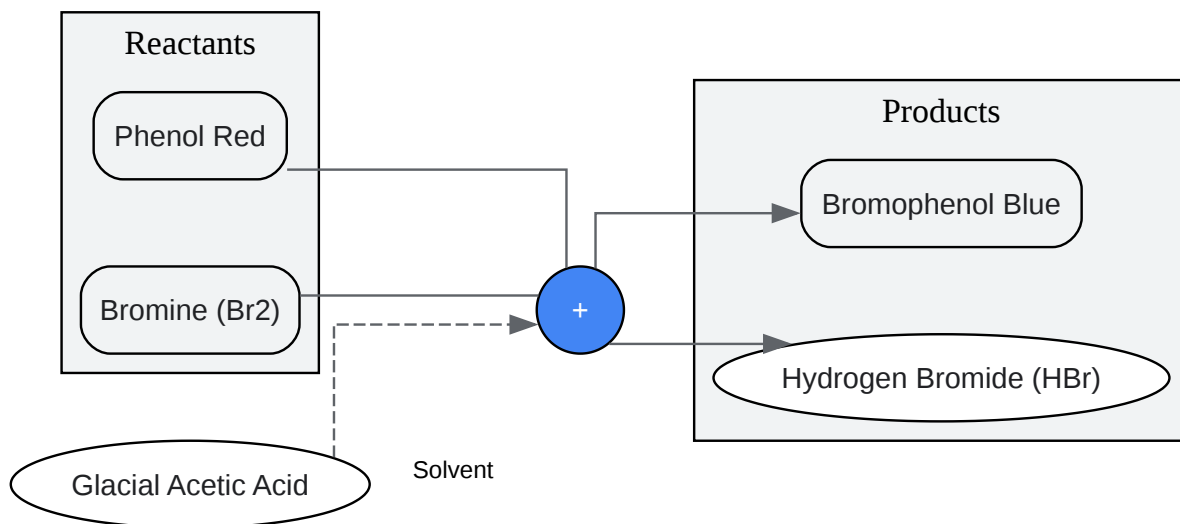 Reactants
Phenol Red
Bromine (Br2)
Glacial Acetic Acid
Solvent
+
Products
Bromophenol Blue
Hydrogen Bromide (HBr)